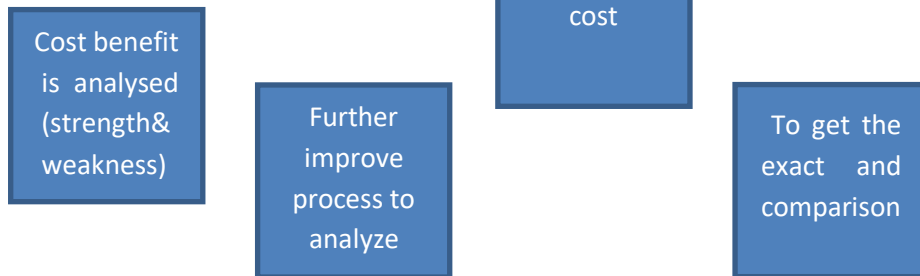 Cost benefit
is analysed
(strength&
weakness)
Further
improve
process to
analyze
cost
To get the
exact and
comparison